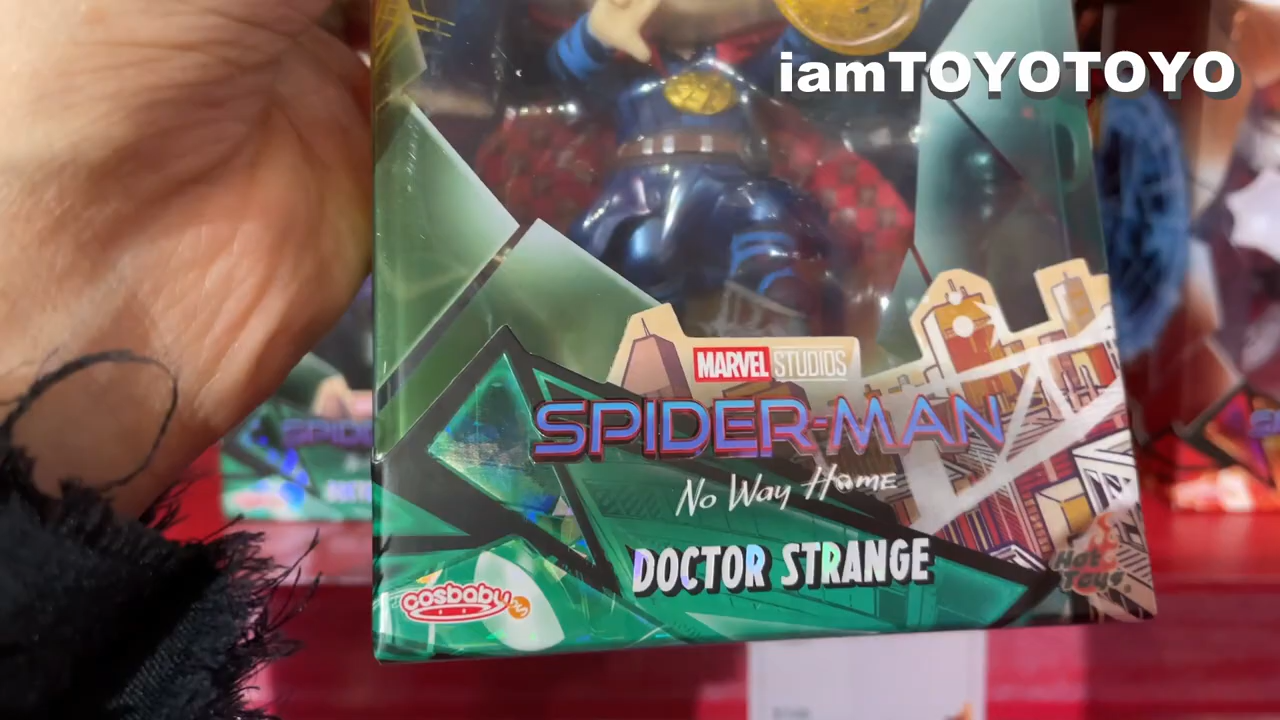 iamTOYOTOYO
MARVEL STUDIOS
SPIDER-MAN
No Way Home
DOCTOR STRANGE
cosbaby
Hot Toys